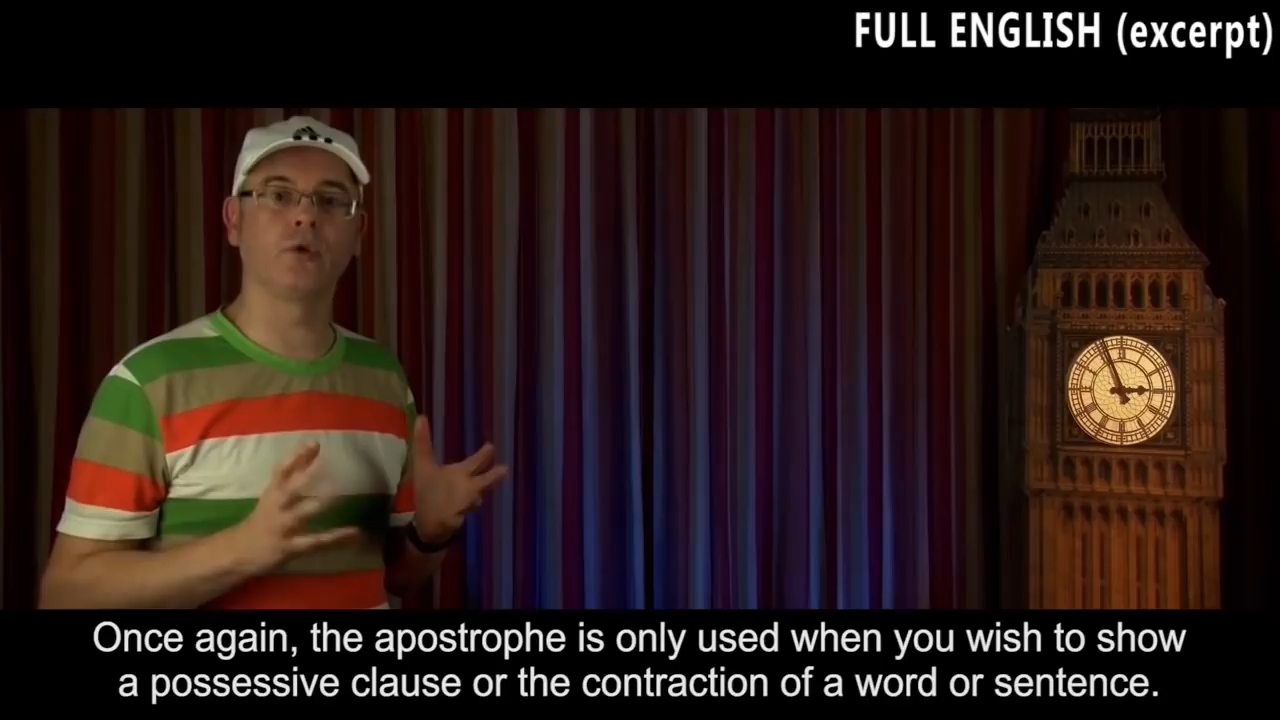 FULL ENGLISH (excerpt)
Once again, the apostrophe is only used when you wish to show
a possessive clause or the contraction of a word or sentence.